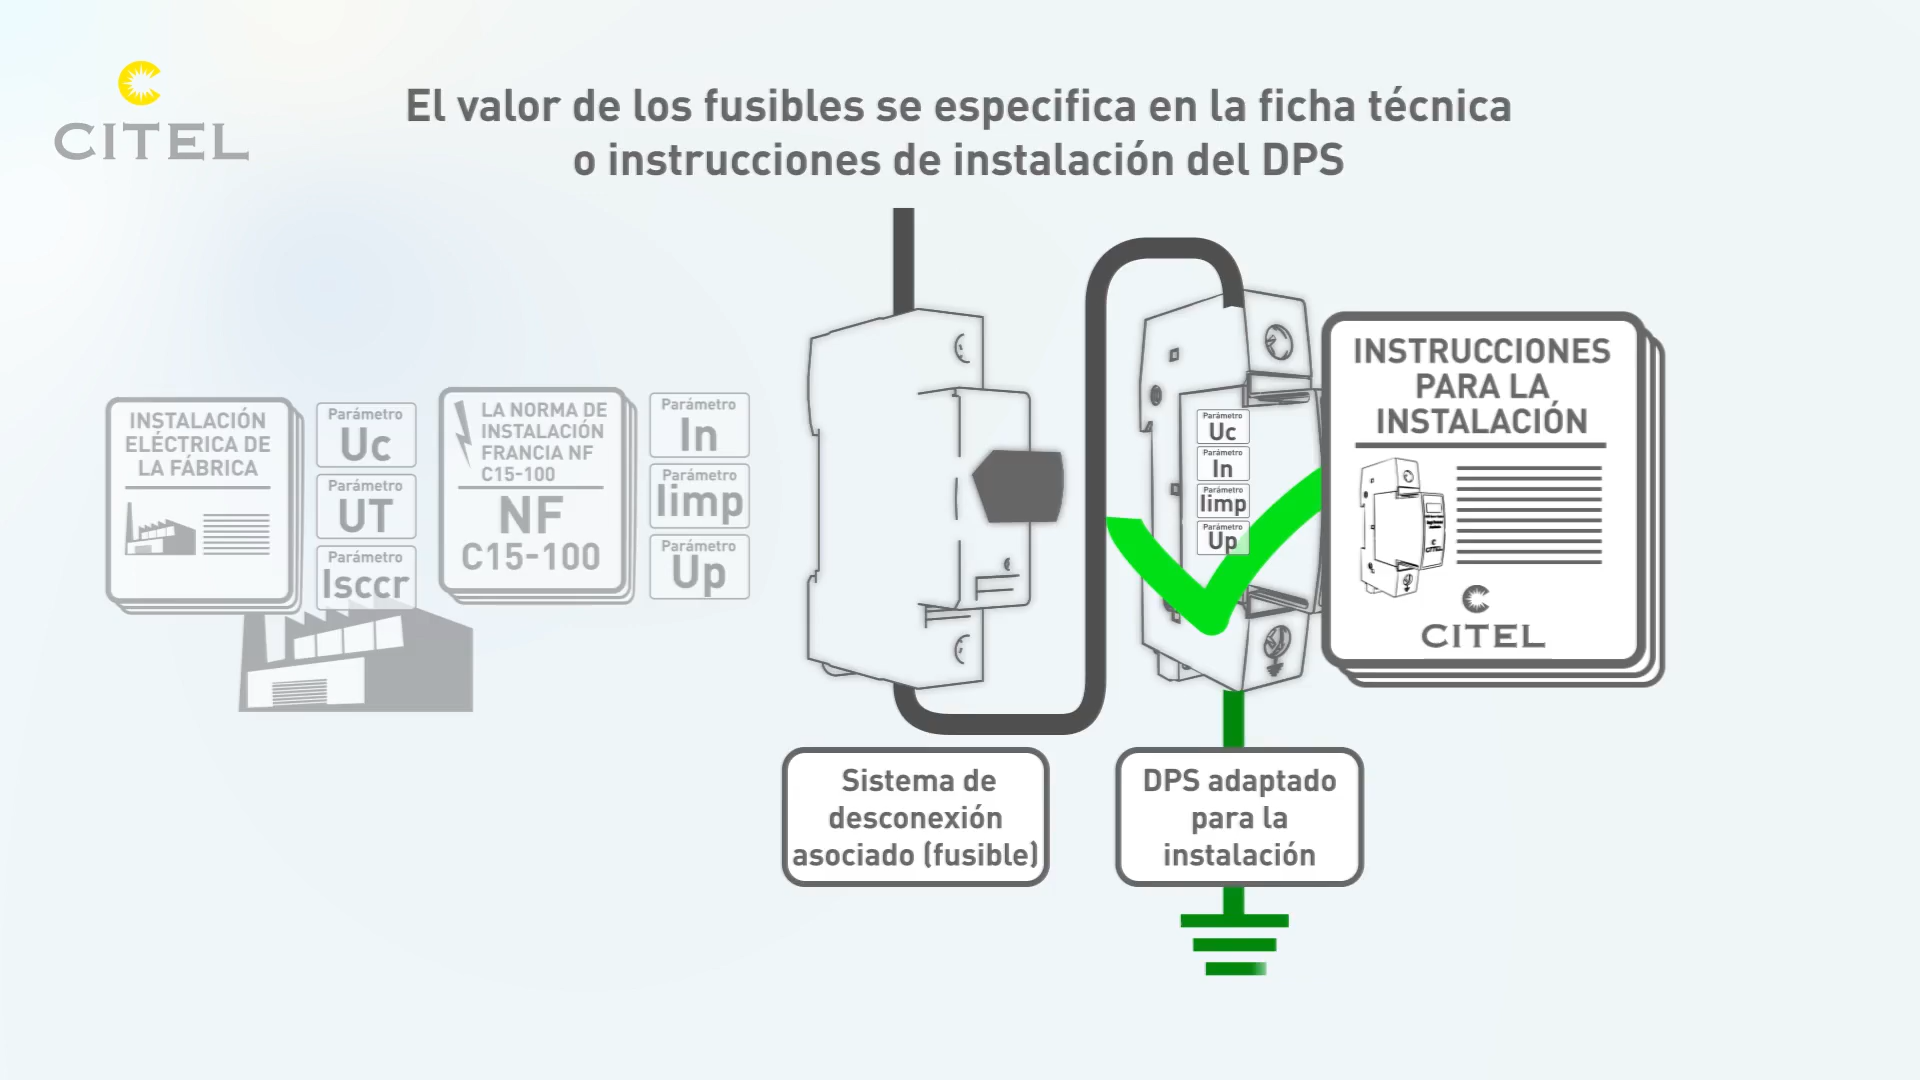 CITEL
El valor de los fusibles se especifica en la ficha técnica
o instrucciones de instalación del DPS
INSTALACIÓN
ELÉCTRICA DE
LA FÁBRICA
Parámetro
Uc
Parámetro
UT
Parámetro
Isccr
LA NORMA DE
INSTALACIÓN
FRANCIA NF
C15-100
NF
C15-100
Parámetro
In
Parámetro
Iimp
Parámetro
Up
Parámetro
Uc
Parámetro
In
Parámetro
Iimp
Parámetro
Up
INSTRUCCIONES
PARA LA
INSTALACIÓN
CITEL
CITEL
Sistema de
desconexión
asociado (fusible)
DPS adaptado
para la
instalación